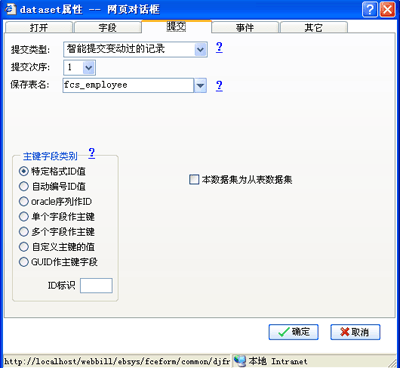 dataset属性 -- 网页对话框
打开 字段 提交 事件 其它
提交类型: 智能提交变动过的记录 ?
提交次序: 1
保存表名: fcs_employee ?
主键字段类别 ?
特定格式ID值
自动编号ID值
本数据集为从表数据集
oracle序列作ID
单个字段作主键
多个字段作主键
自定义主键的值
GUID作主键字段
ID标识
确定 取消
http://localhost/webbill/ebsys/fceform/common/djfr 本地 Intranet